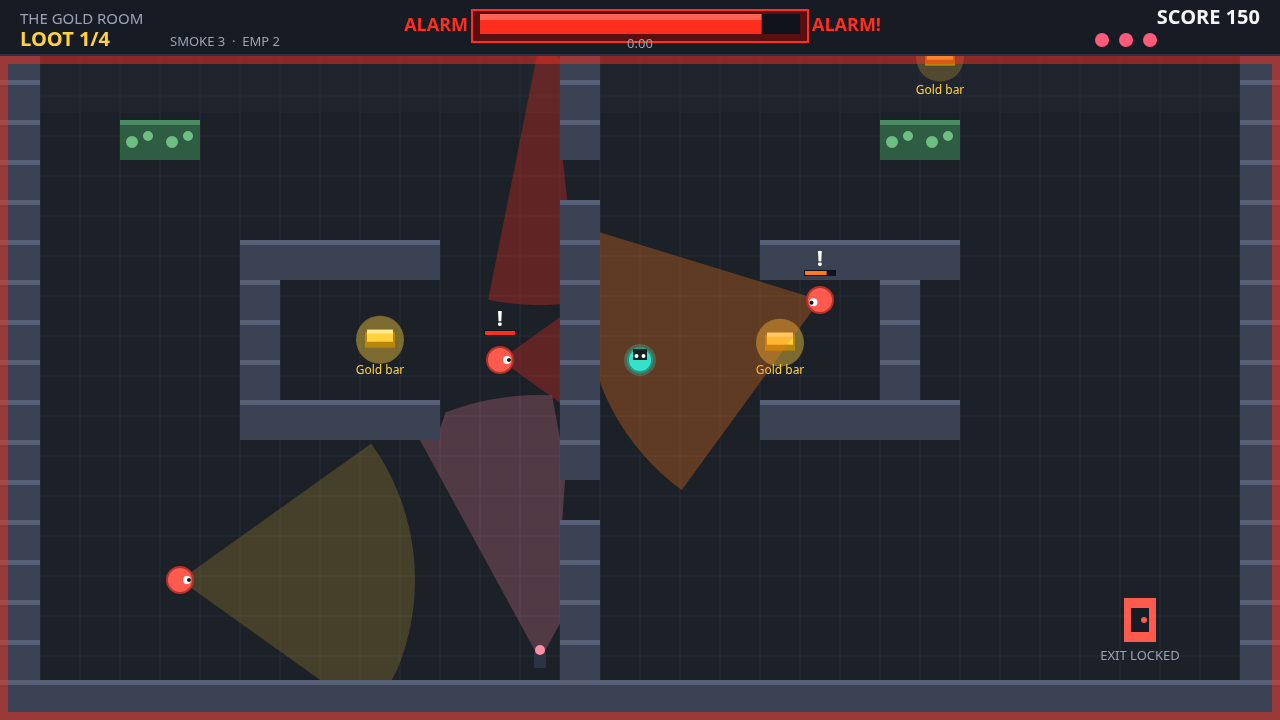 THE GOLD ROOM
LOOT 1/4
SMOKE 3 · EMP 2
ALARM
ALARM!
0:00
SCORE 150
Gold bar
!
!
Gold bar
Gold bar
EXIT LOCKED